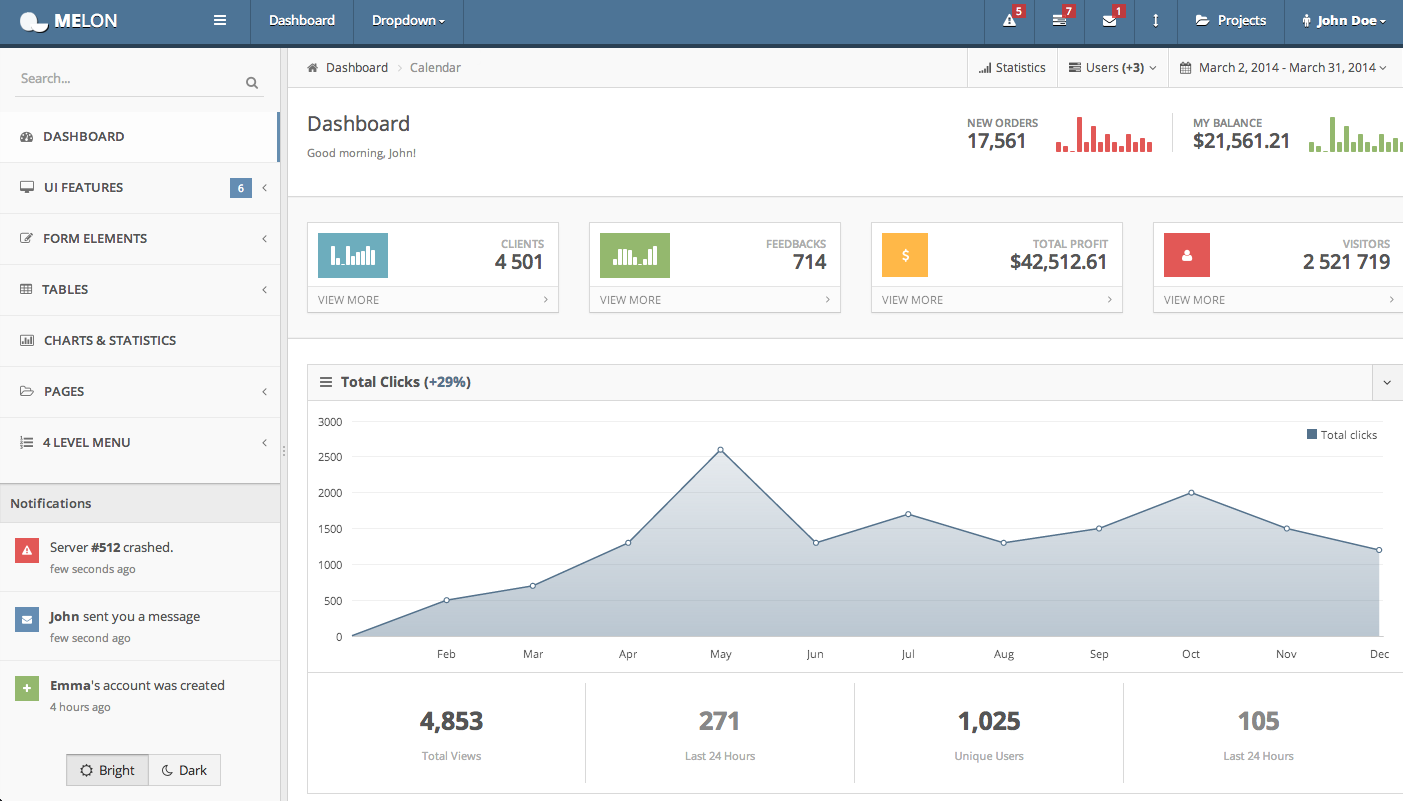 MELON
Dashboard
Dropdown
5
7
1
Projects
John Doe
Search...
DASHBOARD
UI FEATURES
6
FORM ELEMENTS
TABLES
CHARTS & STATISTICS
PAGES
4 LEVEL MENU
Notifications
Server #512 crashed.
few seconds ago
John sent you a message
few second ago
Emma's account was created
4 hours ago
Bright
Dark
Dashboard
Calendar
Statistics
Users (+3)
March 2, 2014 - March 31, 2014
Dashboard
Good morning, John!
NEW ORDERS
17,561
MY BALANCE
$21,561.21
CLIENTS
4 501
VIEW MORE
FEEDBACKS
714
VIEW MORE
$
TOTAL PROFIT
$42,512.61
VIEW MORE
VISITORS
2 521 719
VIEW MORE
Total Clicks (+29%)
Total clicks
3000
2500
2000
1500
1000
500
0
Feb
Mar
Apr
May
Jun
Jul
Aug
Sep
Oct
Nov
Dec
4,853
Total Views
271
Last 24 Hours
1,025
Unique Users
105
Last 24 Hours